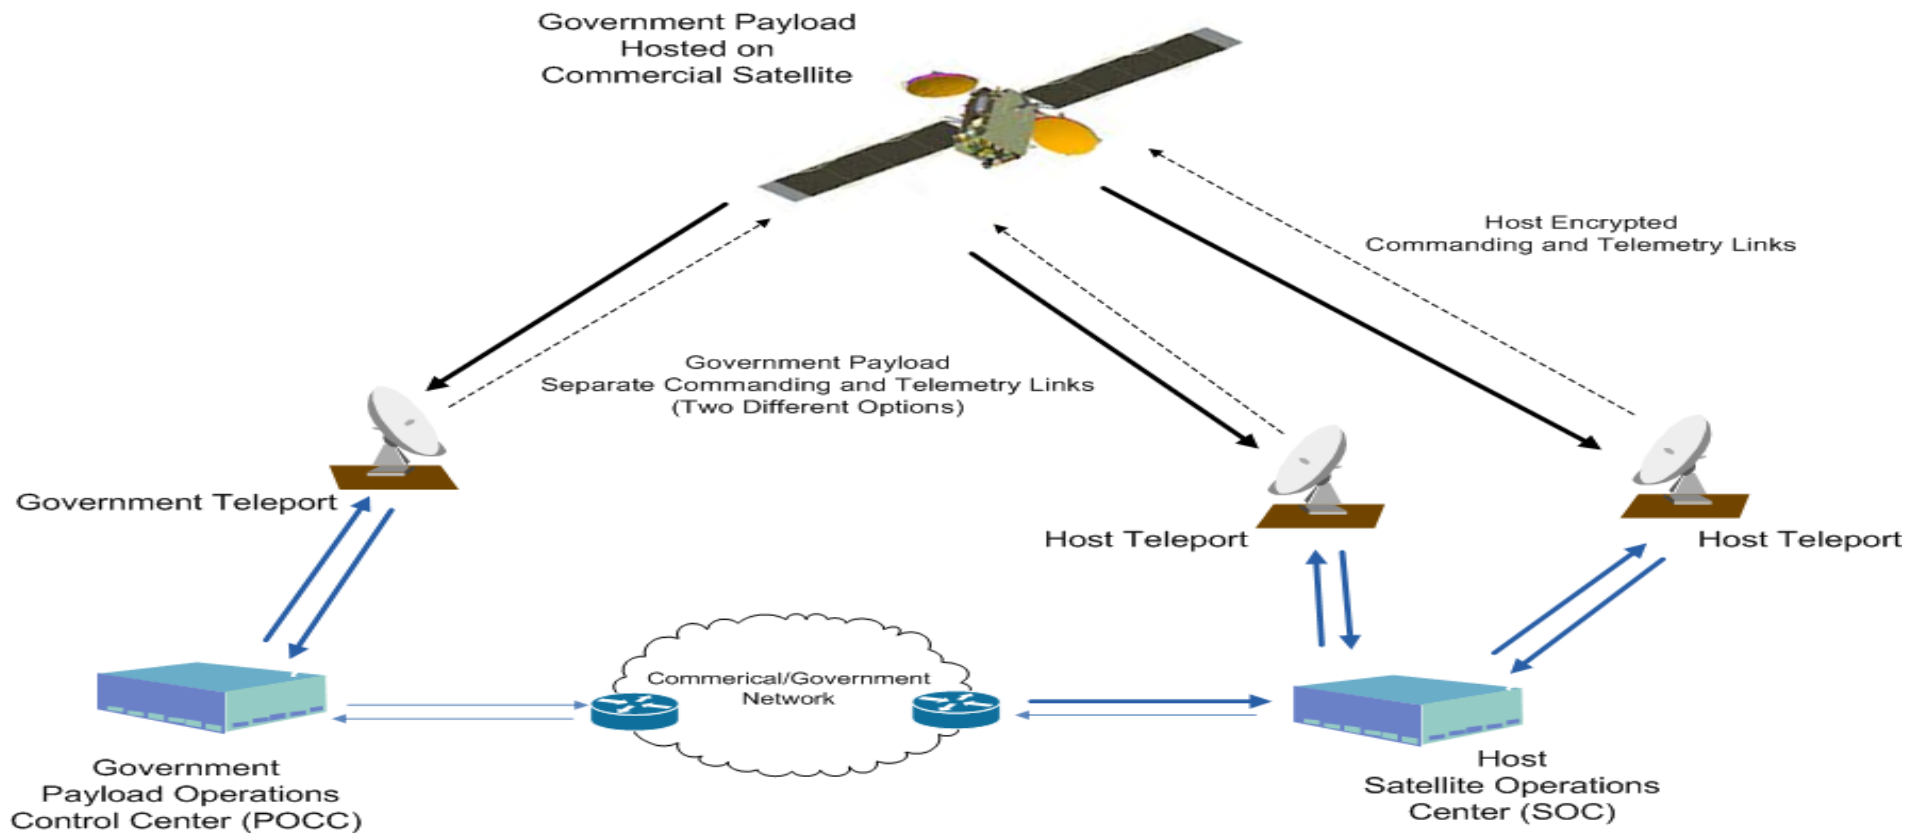 Government Payload
Hosted on
Commercial Satellite
Host Encrypted
Commanding and Telemetry Links
Government Payload
Separate Commanding and Telemetry Links
(Two Different Options)
Government Teleport
Host Teleport
Host Teleport
Commerical/Government
Network
Government
Payload Operations
Control Center (POCC)
Host
Satellite Operations
Center (SOC)